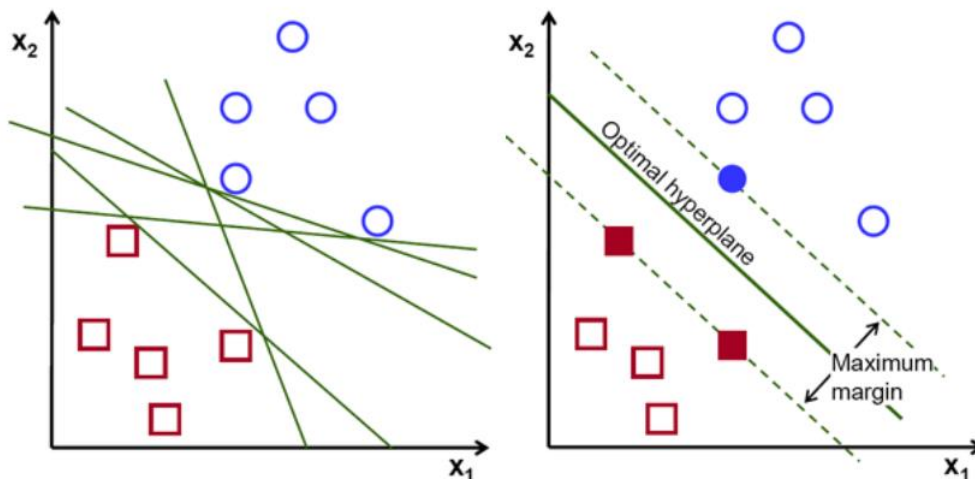 x₂
x₁
x₂
Optimal hyperplane
Maximum
margin
x₁